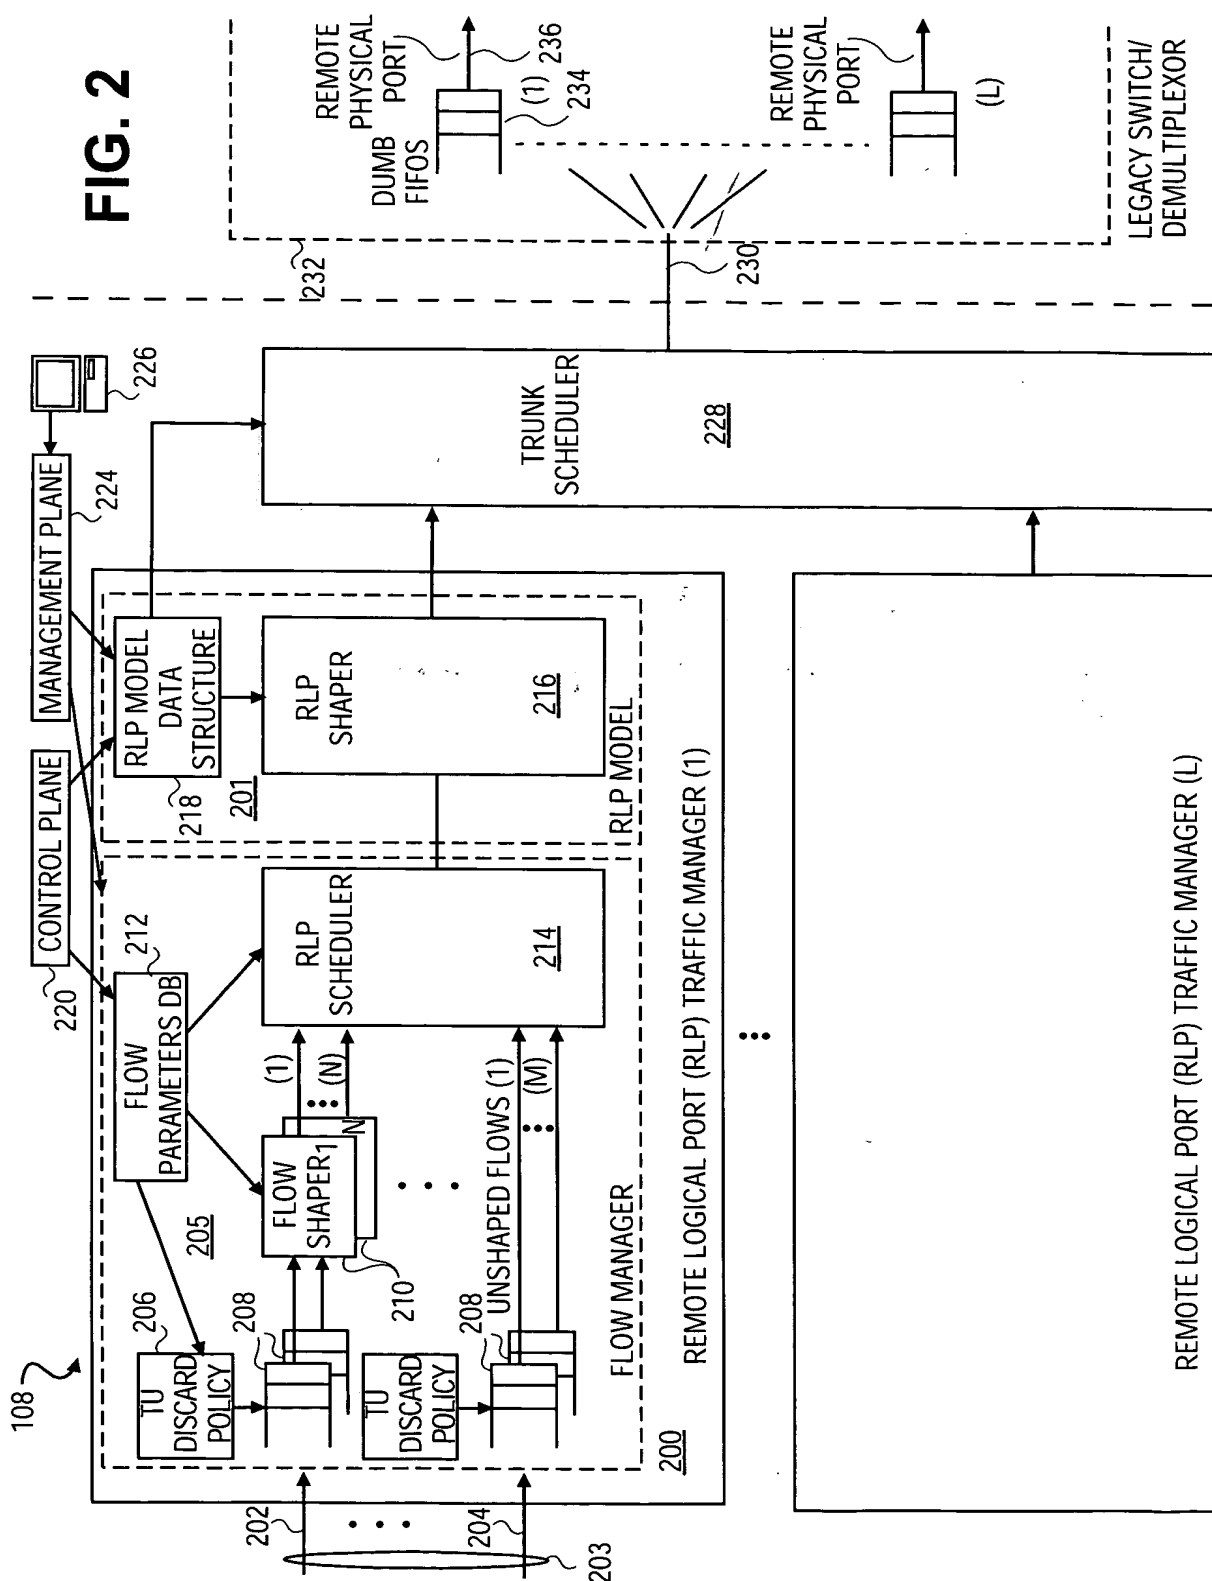 FIG. 2
108
200
202
203
204
TU
DISCARD
POLICY
206
208
208
TU
DISCARD
POLICY
208
FLOW
PARAMETERS DB
212
205
FLOW
SHAPER1
N
210
(1)
(N)
UNSHAPED FLOWS (1)
(M)
RLP
SCHEDULER
214
FLOW MANAGER
CONTROL PLANE
220
MANAGEMENT PLANE
224
226
RLP MODEL
DATA
STRUCTURE
218
201
RLP
SHAPER
216
RLP MODEL
REMOTE LOGICAL PORT (RLP) TRAFFIC MANAGER (1)
REMOTE LOGICAL PORT (RLP) TRAFFIC MANAGER (L)
TRUNK
SCHEDULER
228
230
232
DUMB
FIFOS
REMOTE
PHYSICAL
PORT
236
(1)
234
REMOTE
PHYSICAL
PORT
(L)
LEGACY SWITCH/
DEMULTIPLEXOR